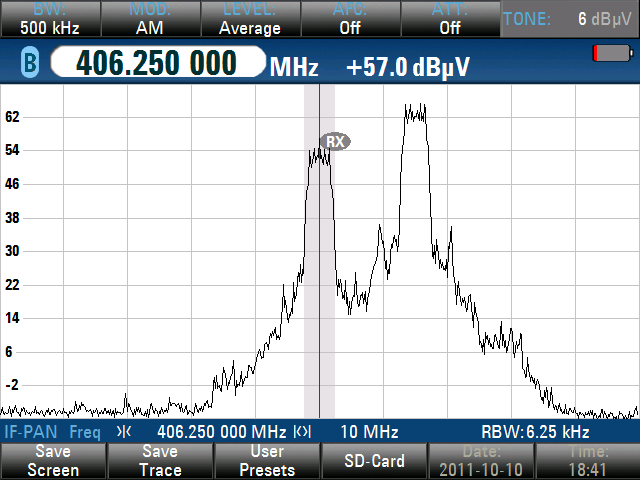 BW: MOD: LEVEL: AFC: ATT: TONE: 6 dBµV
500 kHz AM Average Off Off
B 406.250 000 MHz +57.0 dBµV
RX
62
54
46
38
30
22
14
6
-2
IF-PAN Freq 406.250 000 MHz 10 MHz RBW: 6.25 kHz
Save Screen
Save Trace
User Presets
SD-Card
Date: 2011-10-10
Time: 18:41